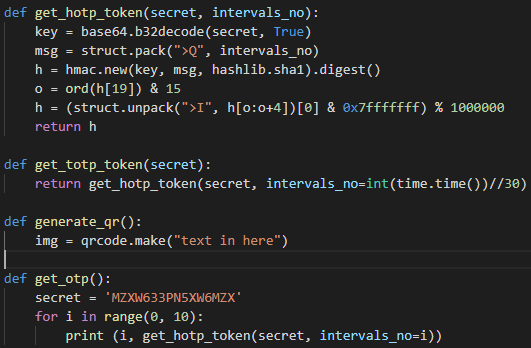 def get_hotp_token(secret, intervals_no):
    key = base64.b32decode(secret, True)
    msg = struct.pack(">Q", intervals_no)
    h = hmac.new(key, msg, hashlib.sha1).digest()
    o = ord(h[19]) & 15
    h = (struct.unpack(">I", h[o:o+4])[0] & 0x7fffffff) % 1000000
    return h

def get_totp_token(secret):
    return get_hotp_token(secret, intervals_no=int(time.time())//30)

def generate_qr():
    img = qrcode.make("text in here")

def get_otp():
    secret = 'MZXW633PN5XW6MZX'
    for i in range(0, 10):
        print (i, get_hotp_token(secret, intervals_no=i))